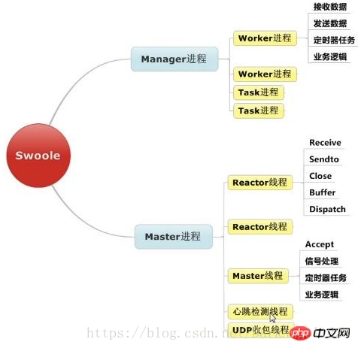 Swoole
Manager进程
Worker进程
接收数据
发送数据
定时器任务
业务逻辑
Worker进程
Task进程
Task进程
Master进程
Reactor线程
Receive
Sendto
Close
Buffer
Dispatch
Reactor线程
Master线程
Accept
信号处理
定时器任务
业务逻辑
心跳检测线程
UDP收包线程
https://blog.csdn.net/
php 中文网